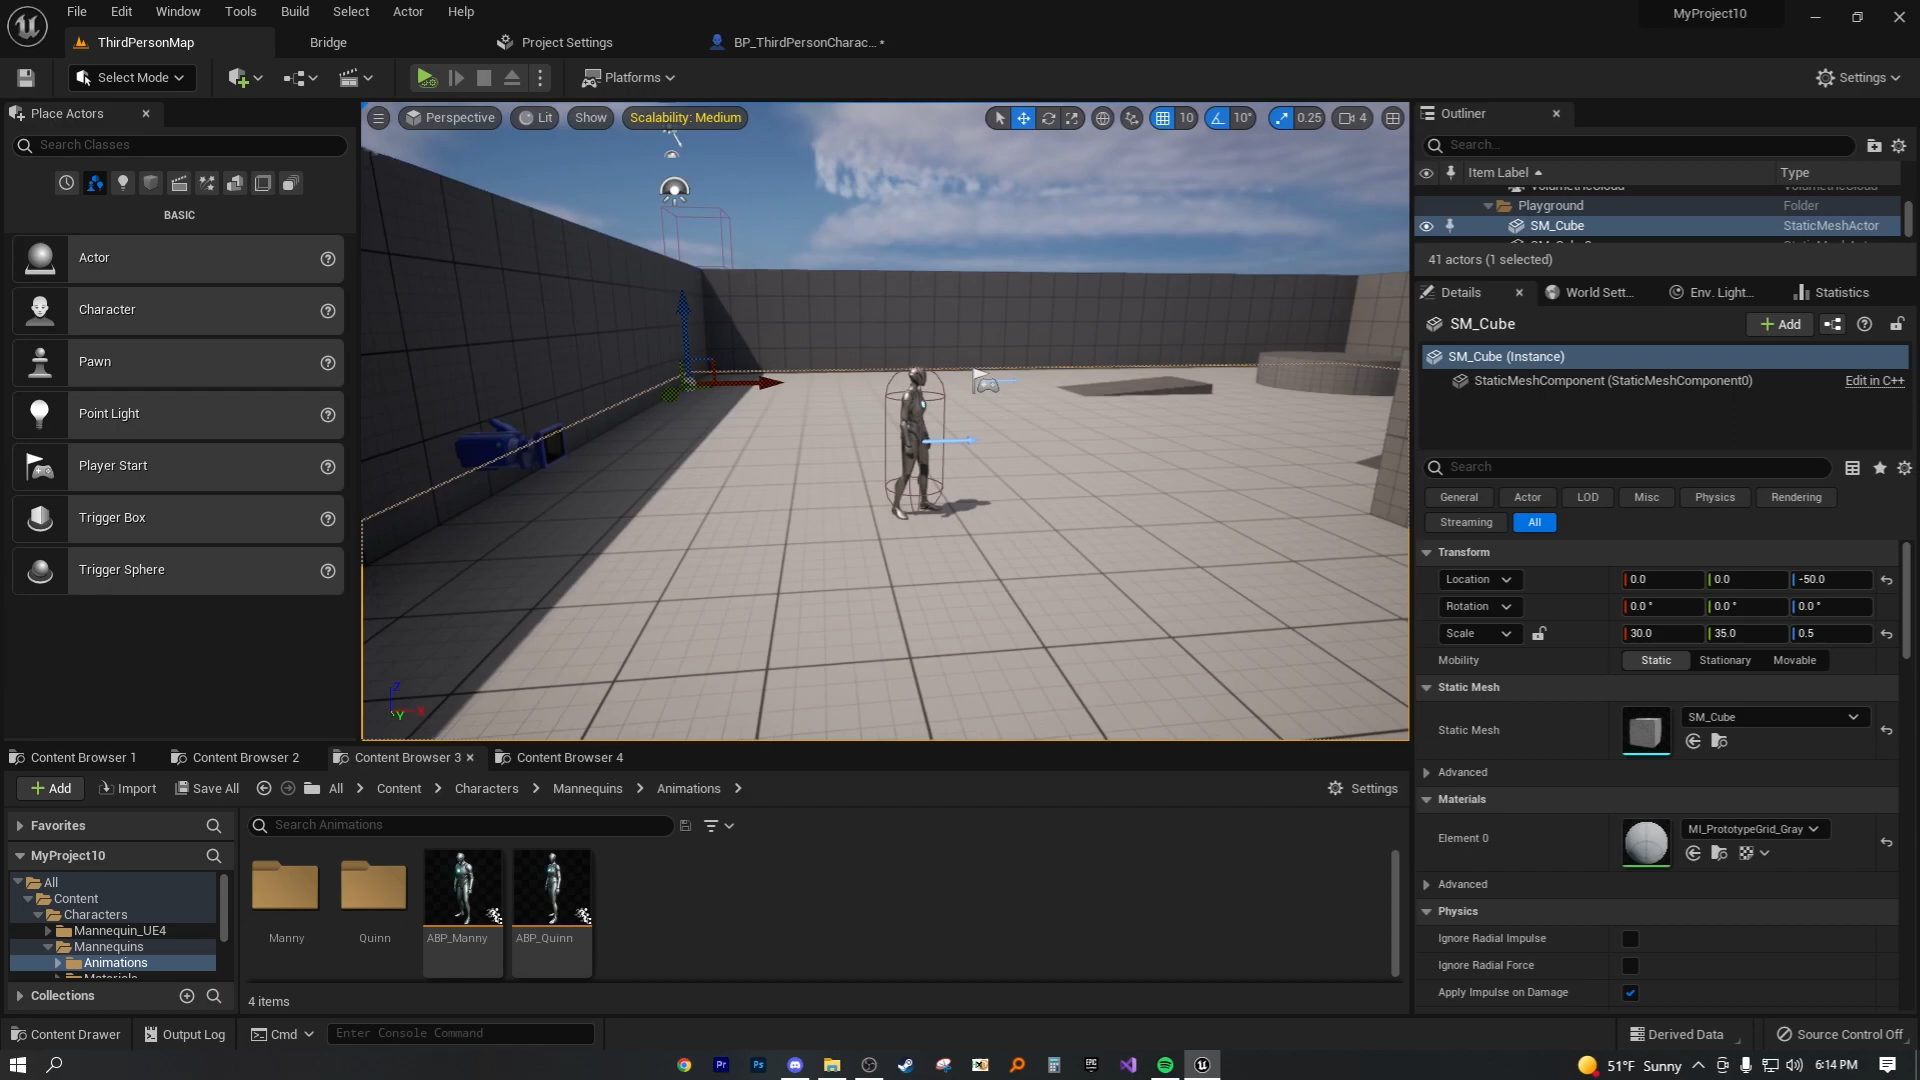 File Edit Window Tools Build Select Actor Help
MyProject10
ThirdPersonMap
Bridge
Project Settings
BP_ThirdPersonCharac...*
Select Mode
Platforms
Settings
Place Actors
Search Classes
BASIC
Actor
Character
Pawn
Point Light
Player Start
Trigger Box
Trigger Sphere
Perspective
Lit
Show
Scalability: Medium
10
10°
0.25
4
Z
X
Y
Outliner
Search...
Item Label
Type
VolumetricCloud
Playground
Folder
SM_Cube
StaticMeshActor
41 actors (1 selected)
Details
World Sett...
Env. Light...
Statistics
SM_Cube
Add
SM_Cube (Instance)
StaticMeshComponent (StaticMeshComponent0)
Edit in C++
Search
General
Actor
LOD
Misc
Physics
Rendering
Streaming
All
Transform
Location
0.0
0.0
-50.0
Rotation
0.0 °
0.0 °
0.0 °
Scale
30.0
35.0
0.5
Mobility
Static
Stationary
Movable
Static Mesh
Static Mesh
SM_Cube
Advanced
Materials
Element 0
MI_PrototypeGrid_Gray
Advanced
Physics
Ignore Radial Impulse
Ignore Radial Force
Apply Impulse on Damage
Content Browser 1
Content Browser 2
Content Browser 3
Content Browser 4
Add
Import
Save All
All
Content
Characters
Mannequins
Animations
Settings
Favorites
MyProject10
All
Content
Characters
Mannequin_UE4
Mannequins
Animations
Materials
Collections
Search Animations
Manny
Quinn
ABP_Manny
ABP_Quinn
4 items
Content Drawer
Output Log
Cmd
Enter Console Command
Derived Data
Source Control Off
Pr
Ps
51°F Sunny
6:14 PM